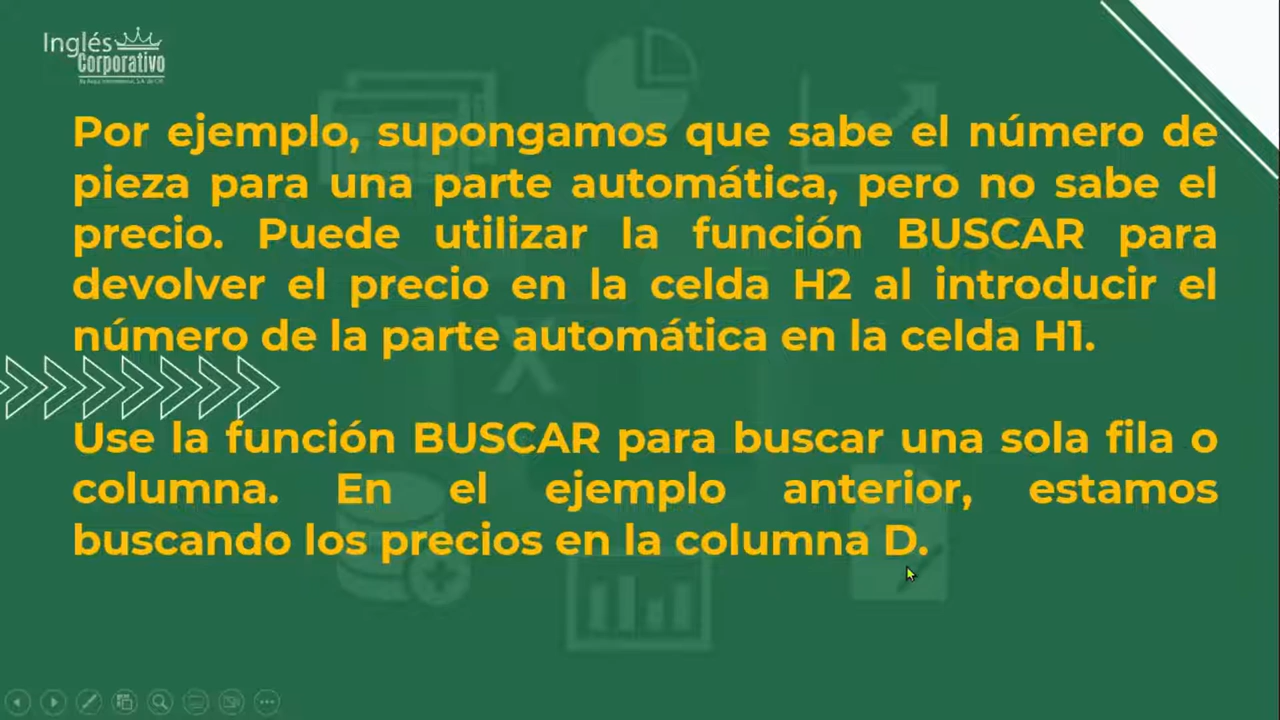 Inglés
Corporativo
Por ejemplo, supongamos que sabe el número de
pieza para una parte automática, pero no sabe el
precio. Puede utilizar la función BUSCAR para
devolver el precio en la celda H2 al introducir el
número de la parte automática en la celda H1.
Use la función BUSCAR para buscar una sola fila o
columna. En el ejemplo anterior, estamos
buscando los precios en la columna D.